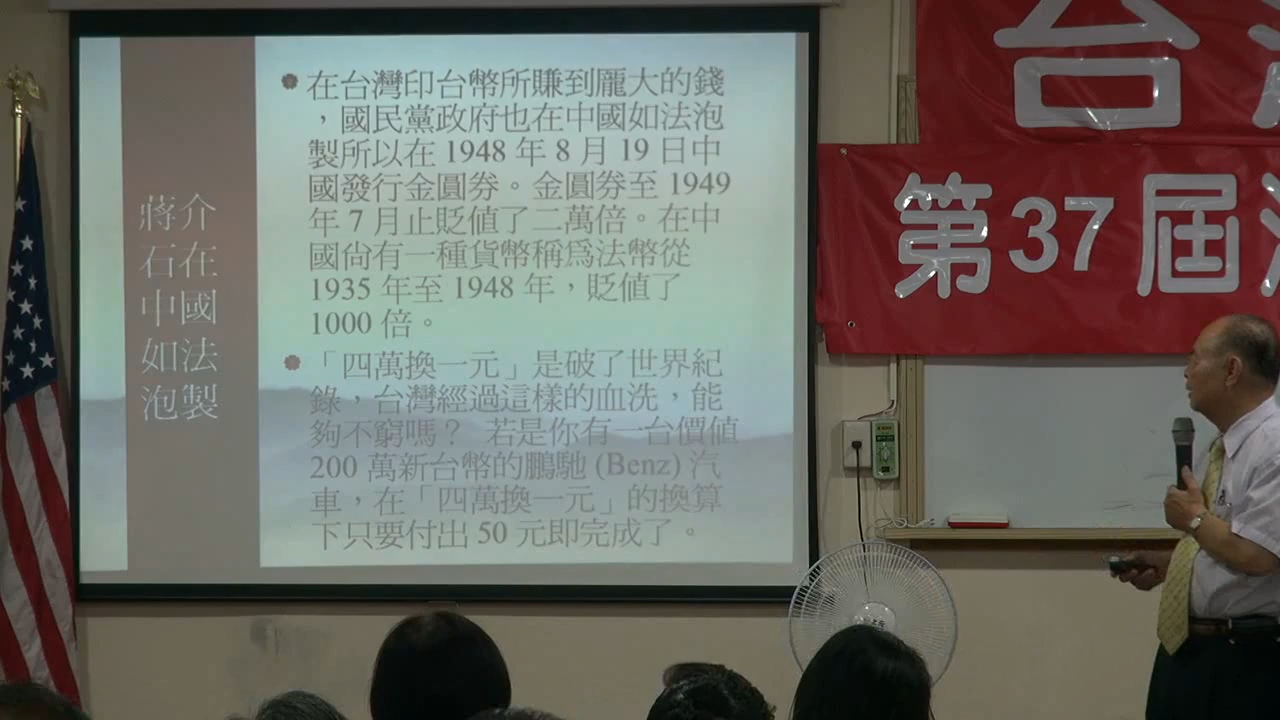 蔣介
石在
中國
如法
泡製
在台灣印台幣所賺到龐大的錢
，國民黨政府也在中國如法泡
製所以在 1948 年 8 月 19 日中
國發行金圓券。金圓券至 1949
年 7 月止貶值了二萬倍。在中
國尙有一種貨幣稱爲法幣從
1935 年至 1948 年，貶值了
1000 倍。
「四萬換一元」是破了世界紀
錄，台灣經過這樣的血洗，能
夠不窮嗎？ 若是你有一台價值
200 萬新台幣的鵬馳 (Benz) 汽
車，在「四萬換一元」的換算
下只要付出 50 元即完成了。
台
第37屆